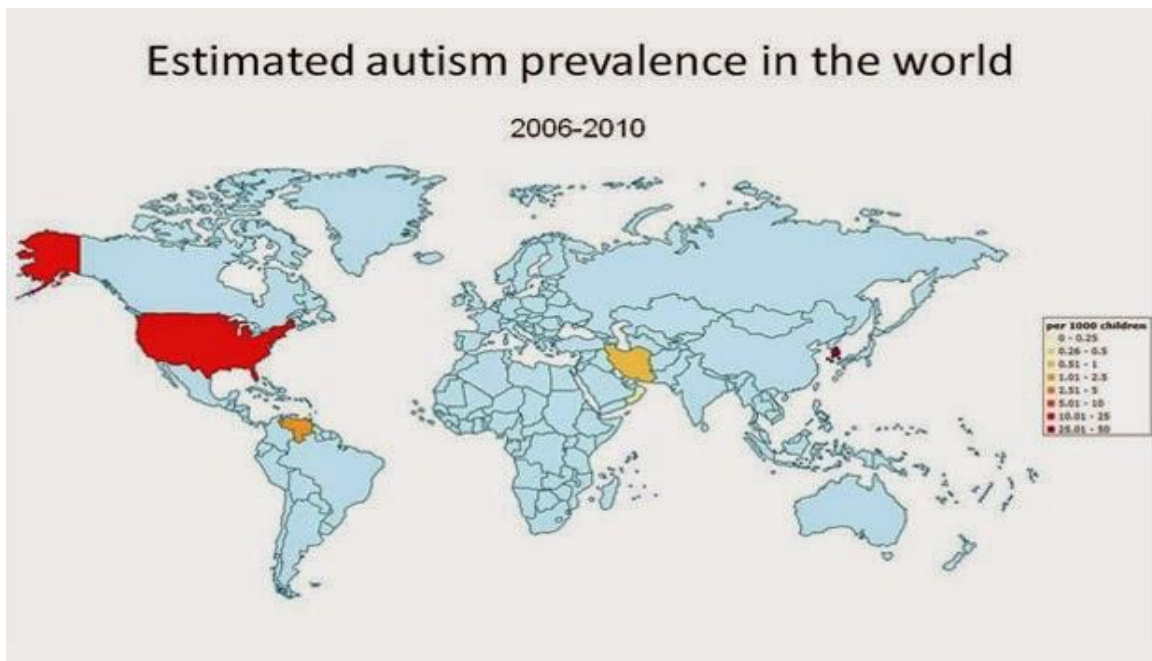 Estimated autism prevalence in the world
2006-2010
per 1000 children
0 - 0.25
0.26 - 0.5
0.51 - 1
1.01 - 2.5
2.51 - 5
5.01 - 10
10.01 - 25
25.01 - 50